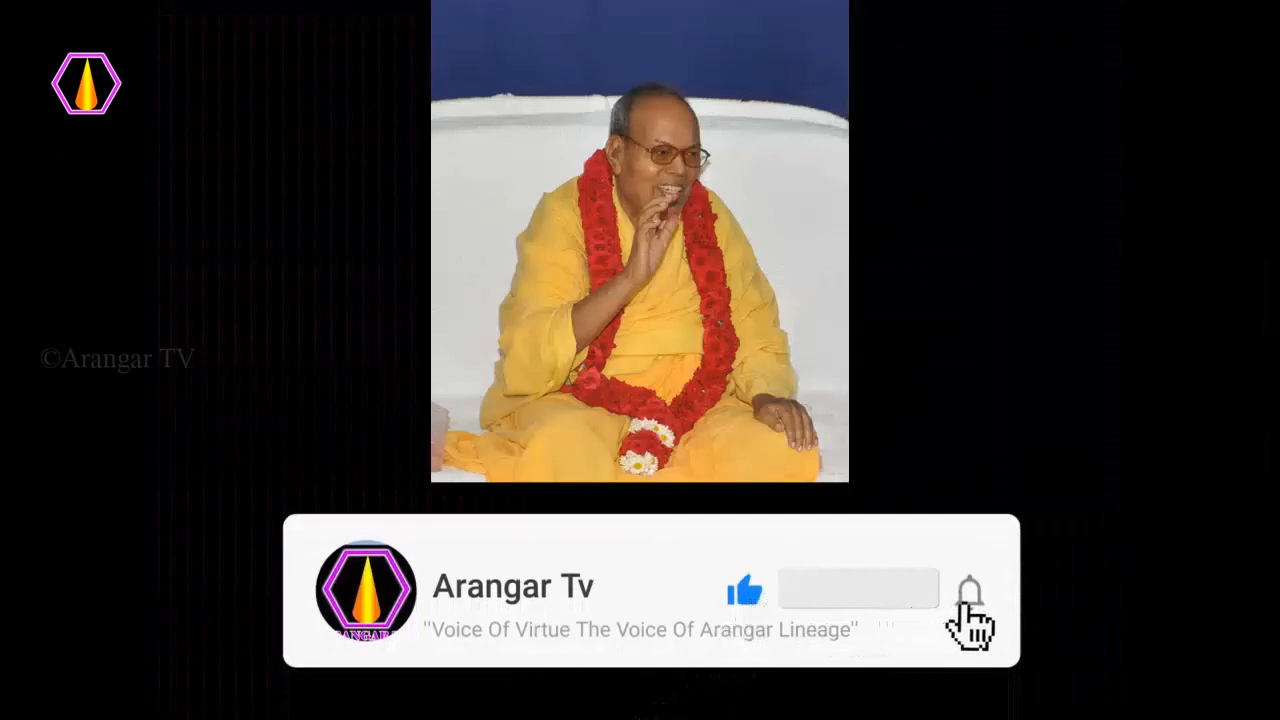 ©Arangar TV
Arangar Tv
"Voice Of Virtue The Voice Of Arangar Lineage"